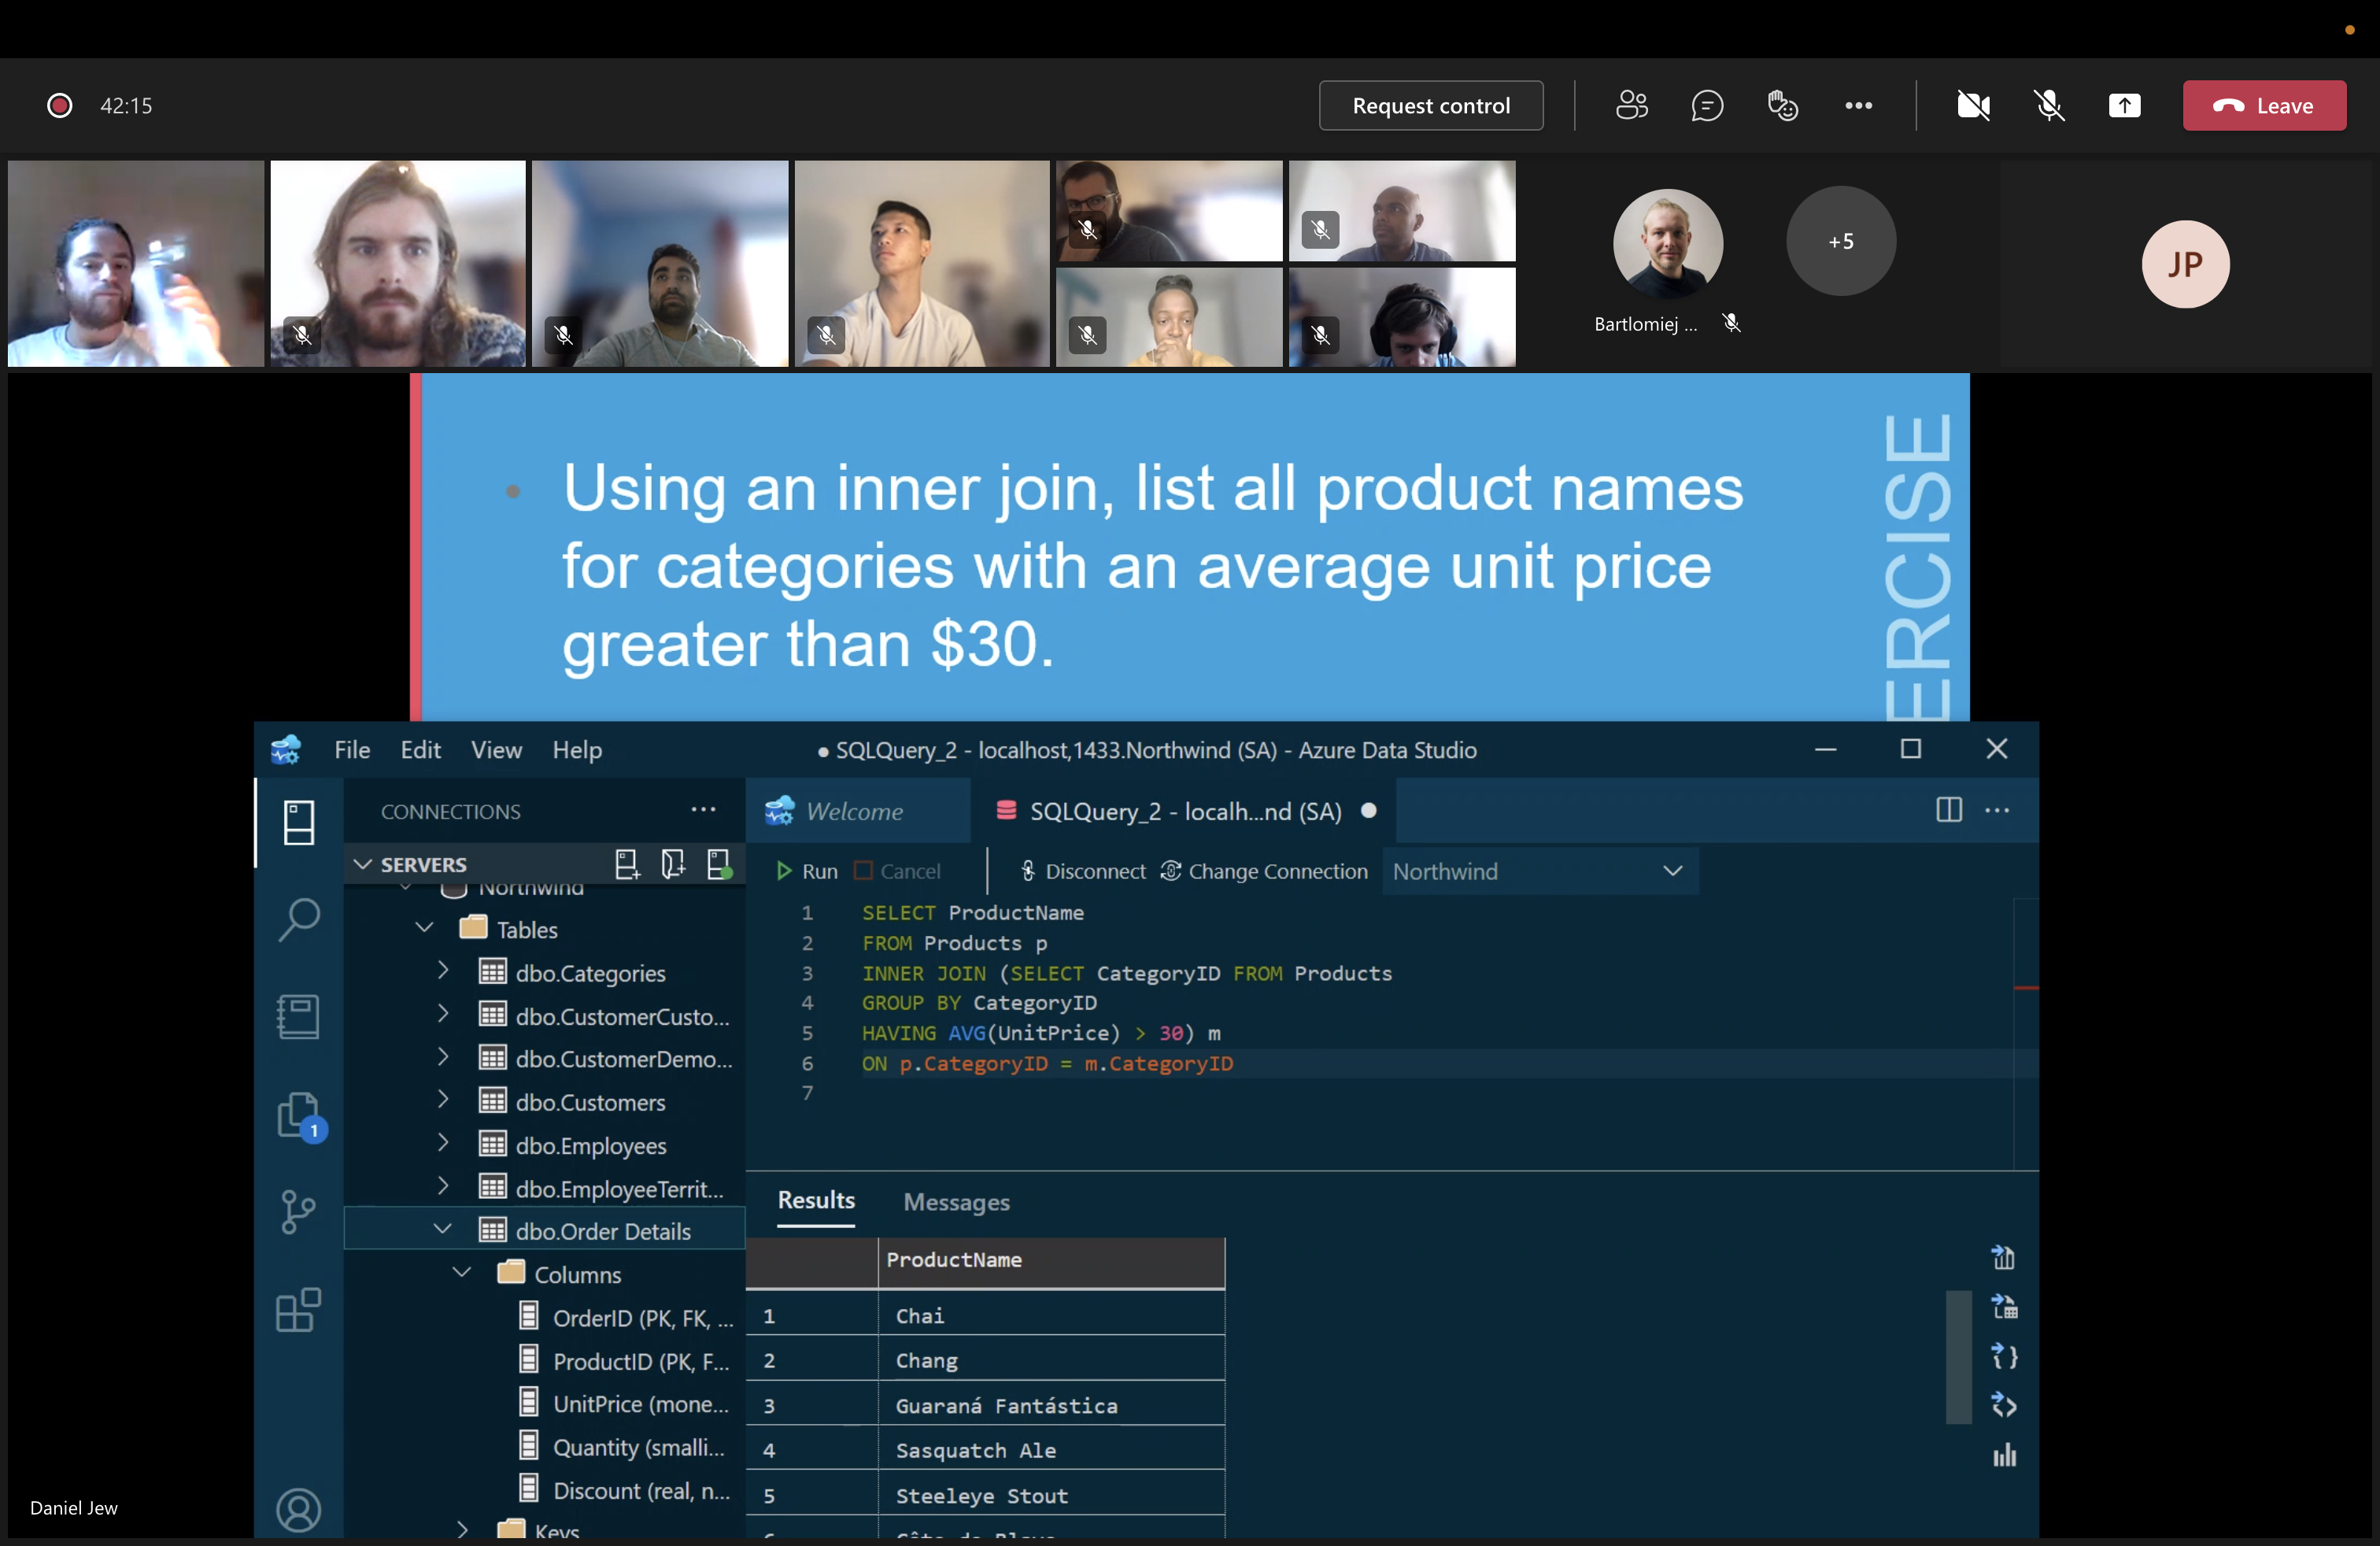 42:15
Request control
Leave
Bartlomiej ...
+5
JP
Using an inner join, list all product names
for categories with an average unit price
greater than $30.
ERCISE
File Edit View Help
● SQLQuery_2 - localhost,1433.Northwind (SA) - Azure Data Studio
CONNECTIONS
Welcome
SQLQuery_2 - localh...nd (SA)
SERVERS
Run
Cancel
Disconnect
Change Connection
Northwind
Northwind
Tables
dbo.Categories
dbo.CustomerCusto...
dbo.CustomerDemo...
dbo.Customers
dbo.Employees
dbo.EmployeeTerrit...
dbo.Order Details
Columns
OrderID (PK, FK, ...
ProductID (PK, F...
UnitPrice (mone...
Quantity (smalli...
Discount (real, n...
Keys
1
1 SELECT ProductName
2 FROM Products p
3 INNER JOIN (SELECT CategoryID FROM Products
4 GROUP BY CategoryID
5 HAVING AVG(UnitPrice) > 30) m
6 ON p.CategoryID = m.CategoryID
7
Results Messages
ProductName
1 Chai
2 Chang
3 Guaraná Fantástica
4 Sasquatch Ale
5 Steeleye Stout
Daniel Jew